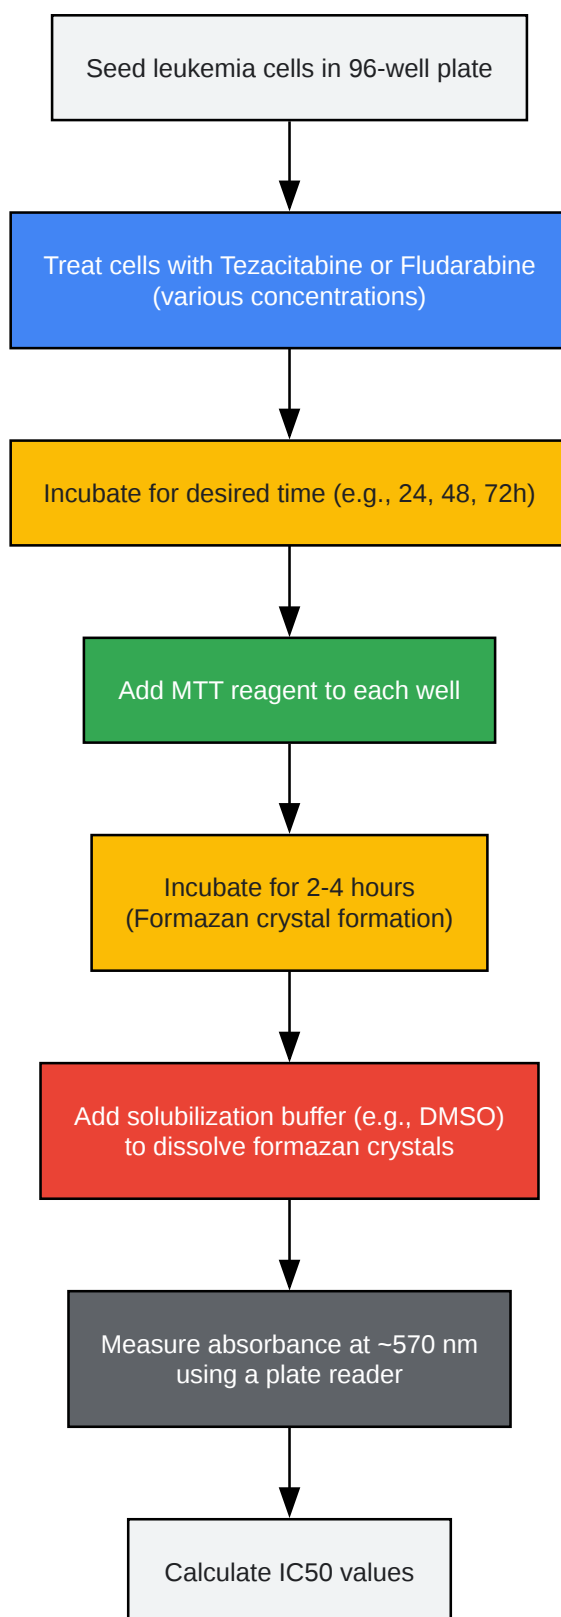 Seed leukemia cells in 96-well plate
Treat cells with Tezacitabine or Fludarabine
(various concentrations)
Incubate for desired time (e.g., 24, 48, 72h)
Add MTT reagent to each well
Incubate for 2-4 hours
(Formazan crystal formation)
Add solubilization buffer (e.g., DMSO)
to dissolve formazan crystals
Measure absorbance at ~570 nm
using a plate reader
Calculate IC50 values